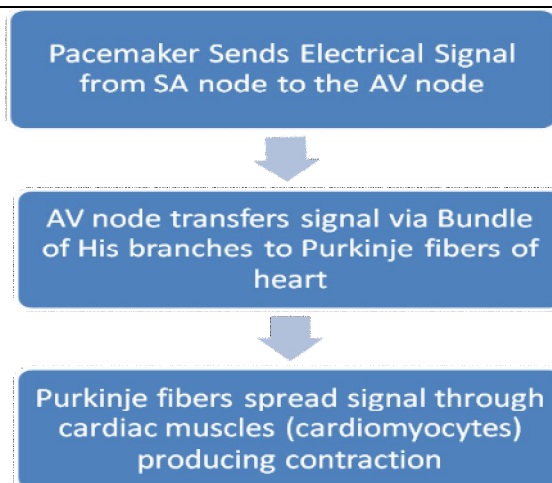 Pacemaker Sends Electrical Signal
from SA node to the AV node
AV node transfers signal via Bundle
of His branches to Purkinje fibers of
heart
Purkinje fibers spread signal through
cardiac muscles (cardiomyocytes)
producing contraction